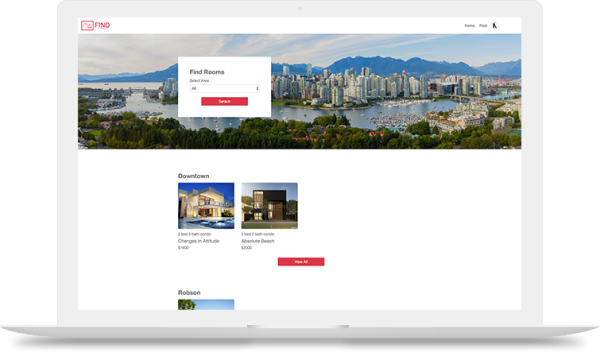 FIND
Home Post
Find Rooms
Select Area
All
Search
Downtown
2 bed 2 bath condo
Changes in Attitude
$1600
3 bed 2 bath condo
Absolute Beach
$2000
View All
Robson